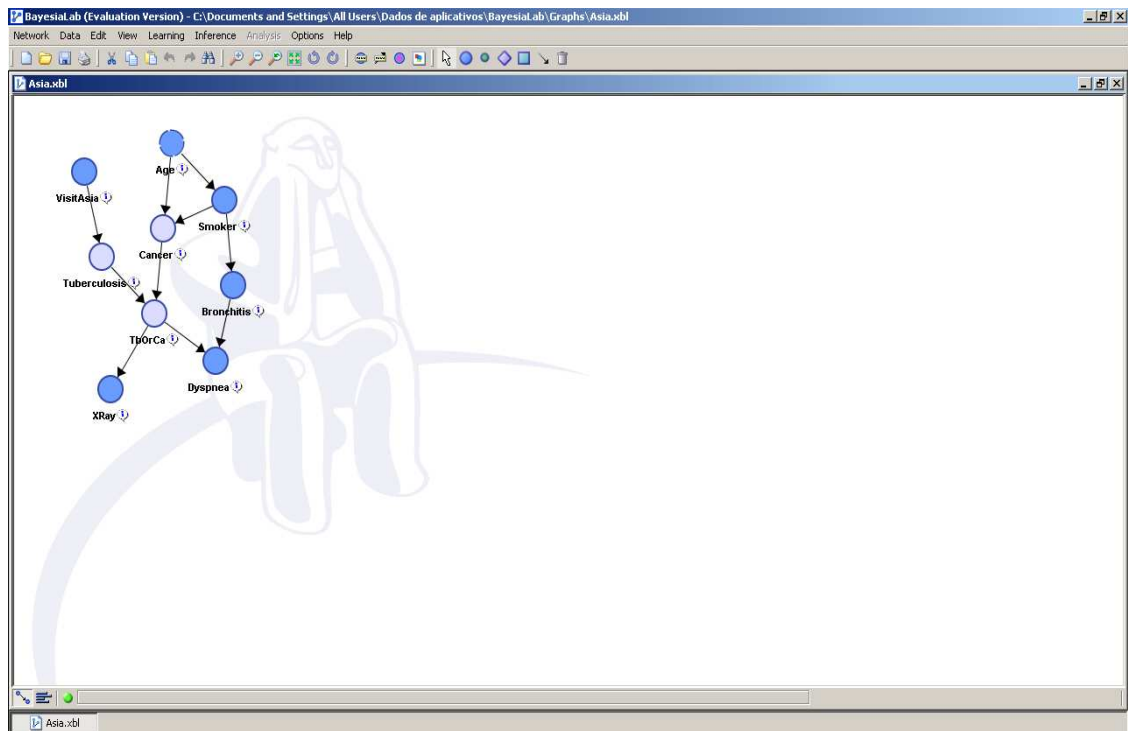 BayesiaLab (Evaluation Version) - C:\Documents and Settings\All Users\Dados de aplicativos\BayesiaLab\Graphs\Asia.xbl
Network Data Edit View Learning Inference Analysis Options Help
Asia.xbl
Age
VisitAsia
Smoker
Cancer
Tuberculosis
Bronchitis
TbOrCa
Dyspnea
XRay
Asia.xbl